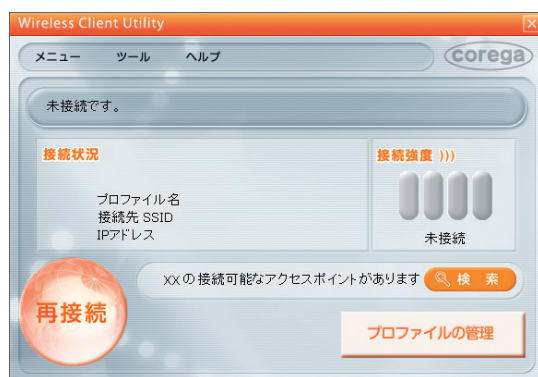 Wireless Client Utility
メニュー ツール ヘルプ corega
未接続です。
接続状況
接続強度 )))
プロファイル名
接続先 SSID
IPアドレス
未接続
XXの接続可能なアクセスポイントがあります 検 索
再接続
プロファイルの管理